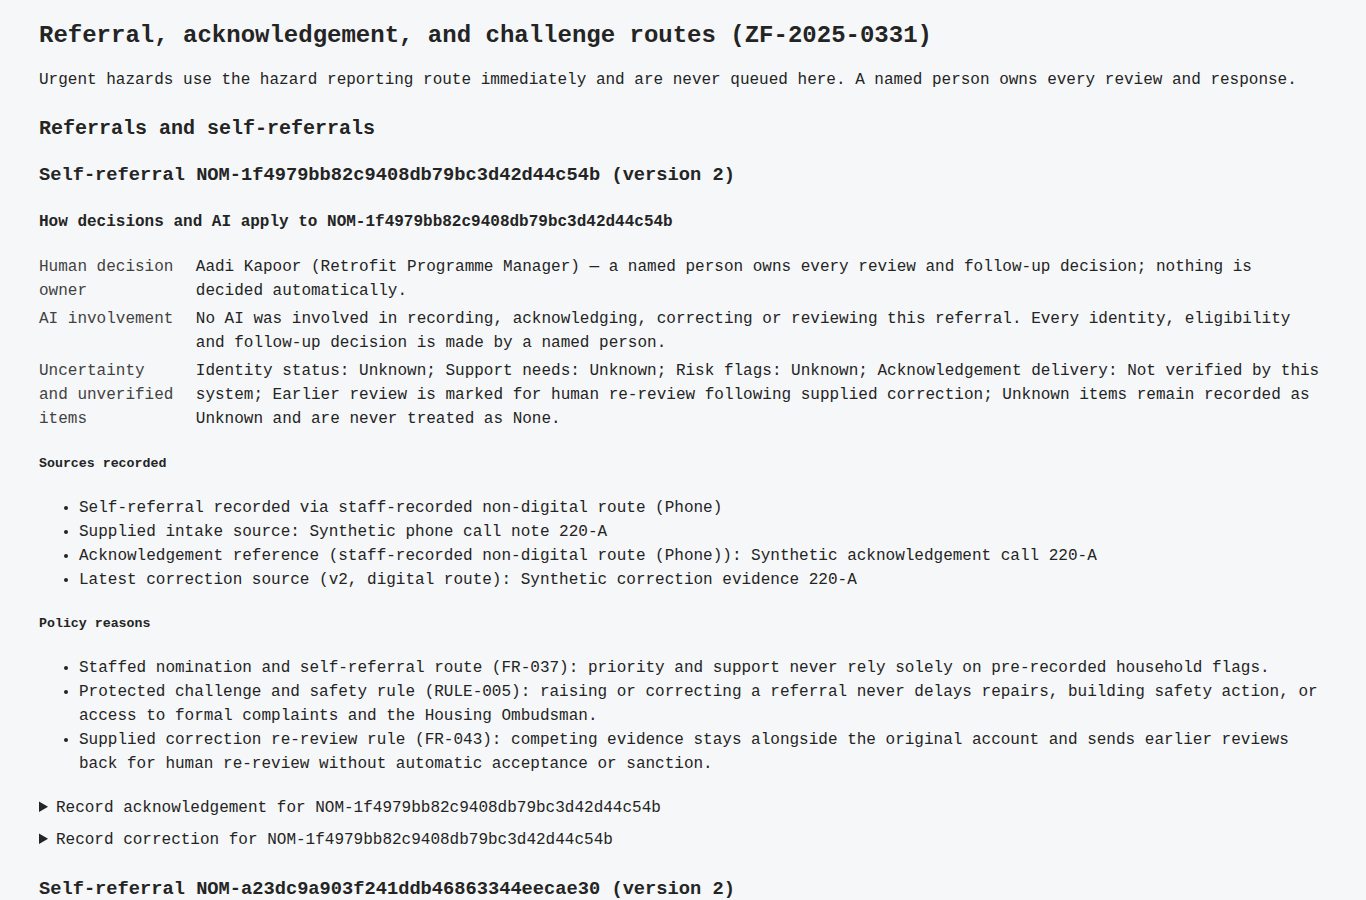 Referral, acknowledgement, and challenge routes (ZF-2025-0331)
Urgent hazards use the hazard reporting route immediately and are never queued here. A named person owns every review and response.
Referrals and self-referrals
Self-referral NOM-1f4979bb82c9408db79bc3d42d44c54b (version 2)
How decisions and AI apply to NOM-1f4979bb82c9408db79bc3d42d44c54b
Human decision owner
Aadi Kapoor (Retrofit Programme Manager) — a named person owns every review and follow-up decision; nothing is
decided automatically.
AI involvement
No AI was involved in recording, acknowledging, correcting or reviewing this referral. Every identity, eligibility
and follow-up decision is made by a named person.
Uncertainty and unverified items
Identity status: Unknown; Support needs: Unknown; Risk flags: Unknown; Acknowledgement delivery: Not verified by this
system; Earlier review is marked for human re-review following supplied correction; Unknown items remain recorded as
Unknown and are never treated as None.
Sources recorded
• Self-referral recorded via staff-recorded non-digital route (Phone)
• Supplied intake source: Synthetic phone call note 220-A
• Acknowledgement reference (staff-recorded non-digital route (Phone)): Synthetic acknowledgement call 220-A
• Latest correction source (v2, digital route): Synthetic correction evidence 220-A
Policy reasons
• Staffed nomination and self-referral route (FR-037): priority and support never rely solely on pre-recorded household flags.
• Protected challenge and safety rule (RULE-005): raising or correcting a referral never delays repairs, building safety action, or
access to formal complaints and the Housing Ombudsman.
• Supplied correction re-review rule (FR-043): competing evidence stays alongside the original account and sends earlier reviews
back for human re-review without automatic acceptance or sanction.
▶ Record acknowledgement for NOM-1f4979bb82c9408db79bc3d42d44c54b
▶ Record correction for NOM-1f4979bb82c9408db79bc3d42d44c54b
Self-referral NOM-a23dc9a903f241ddb46863344eecae30 (version 2)